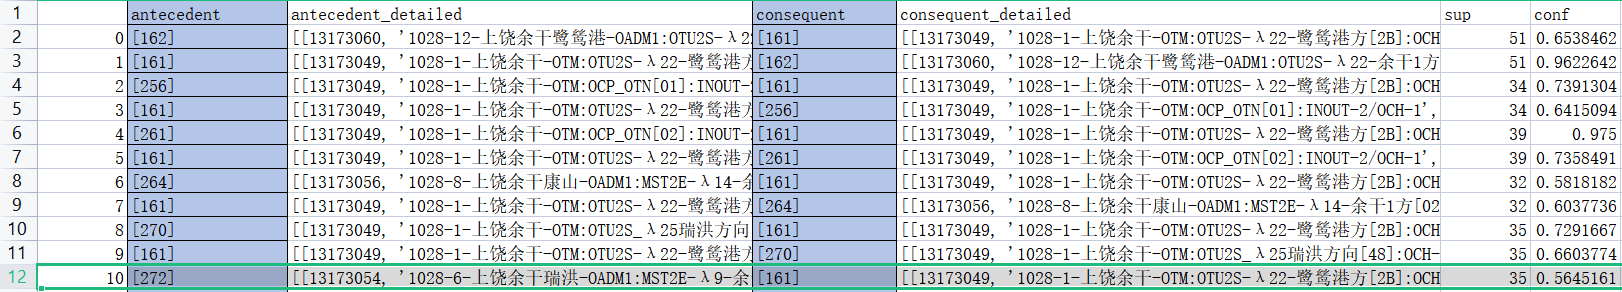 1 antecedent antecedent_detailed consequent consequent_detailed sup conf
2 0 [162] [[13173060, '1028-12-上饶余干鹭鸶港-OADM1:OTU2S-λ22 [161] [[13173049, '1028-1-上饶余干-OTM:OTU2S-λ22-鹭鸶港方[2B]:OCH 51 0.6538462
3 1 [161] [[13173049, '1028-1-上饶余干-OTM:OTU2S-λ22-鹭鸶港方 [162] [[13173060, '1028-12-上饶余干鹭鸶港-OADM1:OTU2S-λ22-余干1方 51 0.9622642
4 2 [256] [[13173049, '1028-1-上饶余干-OTM:OCP_OTN[01]:INOUT-2 [161] [[13173049, '1028-1-上饶余干-OTM:OTU2S-λ22-鹭鸶港方[2B]:OCH 34 0.7391304
5 3 [161] [[13173049, '1028-1-上饶余干-OTM:OTU2S-λ22-鹭鸶港方 [256] [[13173049, '1028-1-上饶余干-OTM:OCP_OTN[01]:INOUT-2/OCH-1', 34 0.6415094
6 4 [261] [[13173049, '1028-1-上饶余干-OTM:OCP_OTN[02]:INOUT-2 [161] [[13173049, '1028-1-上饶余干-OTM:OTU2S-λ22-鹭鸶港方[2B]:OCH 39 0.975
7 5 [161] [[13173049, '1028-1-上饶余干-OTM:OTU2S-λ22-鹭鸶港方 [261] [[13173049, '1028-1-上饶余干-OTM:OCP_OTN[02]:INOUT-2/OCH-1', 39 0.7358491
8 6 [264] [[13173056, '1028-8-上饶余干康山-OADM1:MST2E-λ14-余 [161] [[13173049, '1028-1-上饶余干-OTM:OTU2S-λ22-鹭鸶港方[2B]:OCH 32 0.5818182
9 7 [161] [[13173049, '1028-1-上饶余干-OTM:OTU2S-λ22-鹭鸶港方 [264] [[13173056, '1028-8-上饶余干康山-OADM1:MST2E-λ14-余干1方[02 32 0.6037736
10 8 [270] [[13173049, '1028-1-上饶余干-OTM:OTU2S_λ25瑞洪方向 [161] [[13173049, '1028-1-上饶余干-OTM:OTU2S-λ22-鹭鸶港方[2B]:OCH 35 0.7291667
11 9 [161] [[13173049, '1028-1-上饶余干-OTM:OTU2S-λ22-鹭鸶港方 [270] [[13173049, '1028-1-上饶余干-OTM:OTU2S_λ25瑞洪方向[48]:OCH- 35 0.6603774
12 10 [272] [[13173054, '1028-6-上饶余干瑞洪-OADM1:MST2E-λ9-余 [161] [[13173049, '1028-1-上饶余干-OTM:OTU2S-λ22-鹭鸶港方[2B]:OCH 35 0.5645161